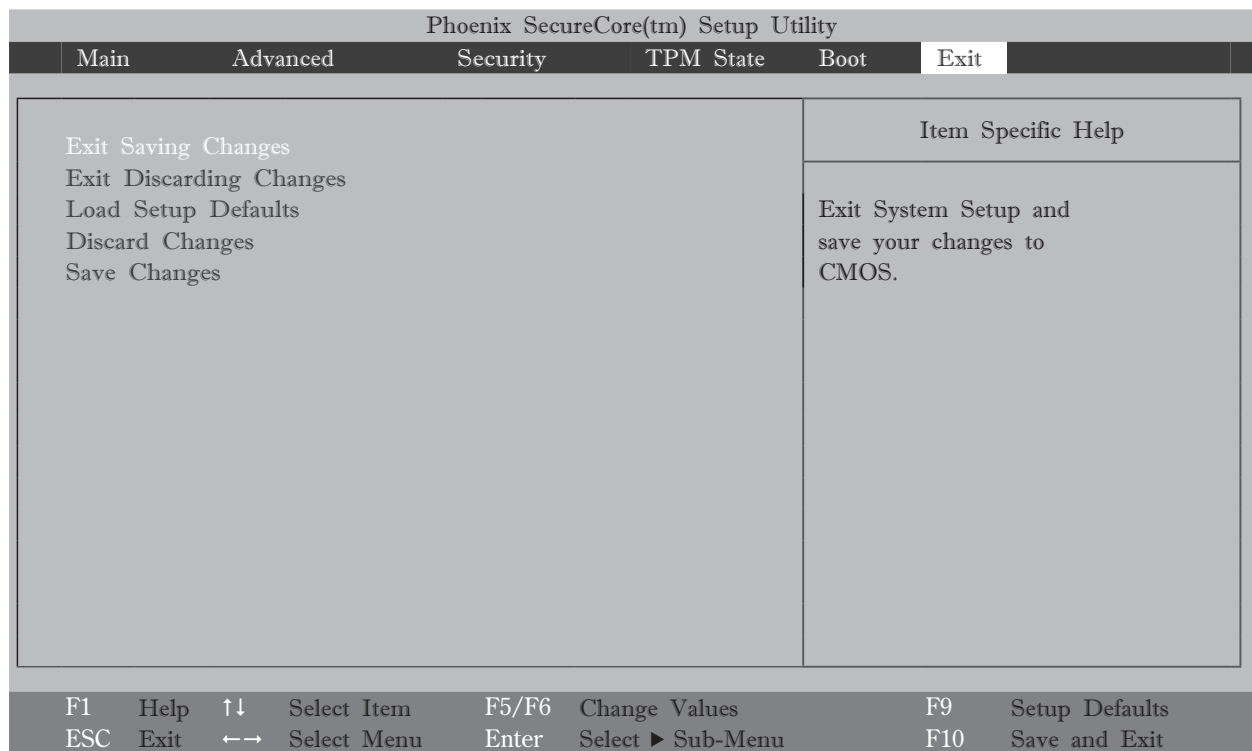 Phoenix SecureCore(tm) Setup Utility
Main Advanced Security TPM State Boot Exit
Exit Saving Changes
Exit Discarding Changes
Load Setup Defaults
Discard Changes
Save Changes
Item Specific Help
Exit System Setup and
save your changes to
CMOS.
F1 Help ↑↓ Select Item F5/F6 Change Values F9 Setup Defaults
ESC Exit ←→ Select Menu Enter Select ▶ Sub-Menu F10 Save and Exit